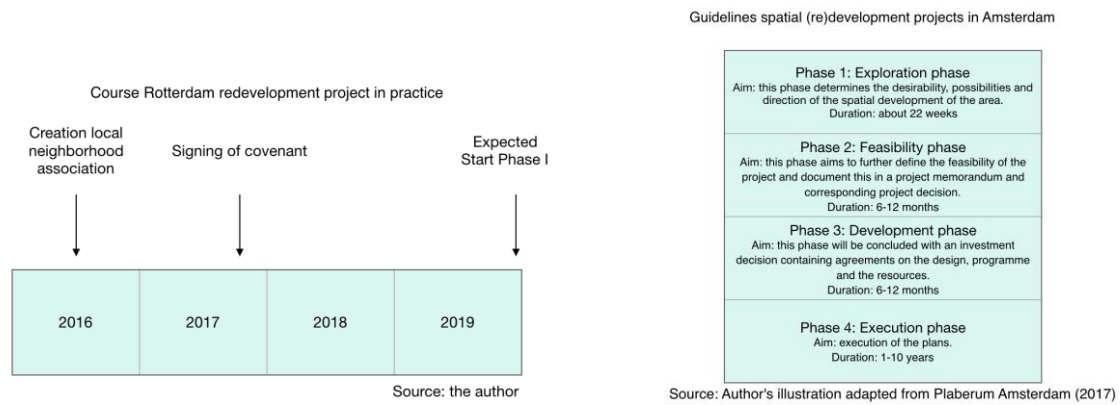 Course Rotterdam redevelopment project in practice
Creation local
neighborhood
association
Signing of covenant
Expected
Start Phase I
2016
2017
2018
2019
Source: the author
Guidelines spatial (re)development projects in Amsterdam
Phase 1: Exploration phase
Aim: this phase determines the desirability, possibilities and
direction of the spatial development of the area.
Duration: about 22 weeks
Phase 2: Feasibility phase
Aim: this phase aims to further define the feasibility of the
project and document this in a project memorandum and
corresponding project decision.
Duration: 6-12 months
Phase 3: Development phase
Aim: this phase will be concluded with an investment
decision containing agreements on the design, programme
and the resources.
Duration: 6-12 months
Phase 4: Execution phase
Aim: execution of the plans.
Duration: 1-10 years
Source: Author's illustration adapted from Plaberum Amsterdam (2017)